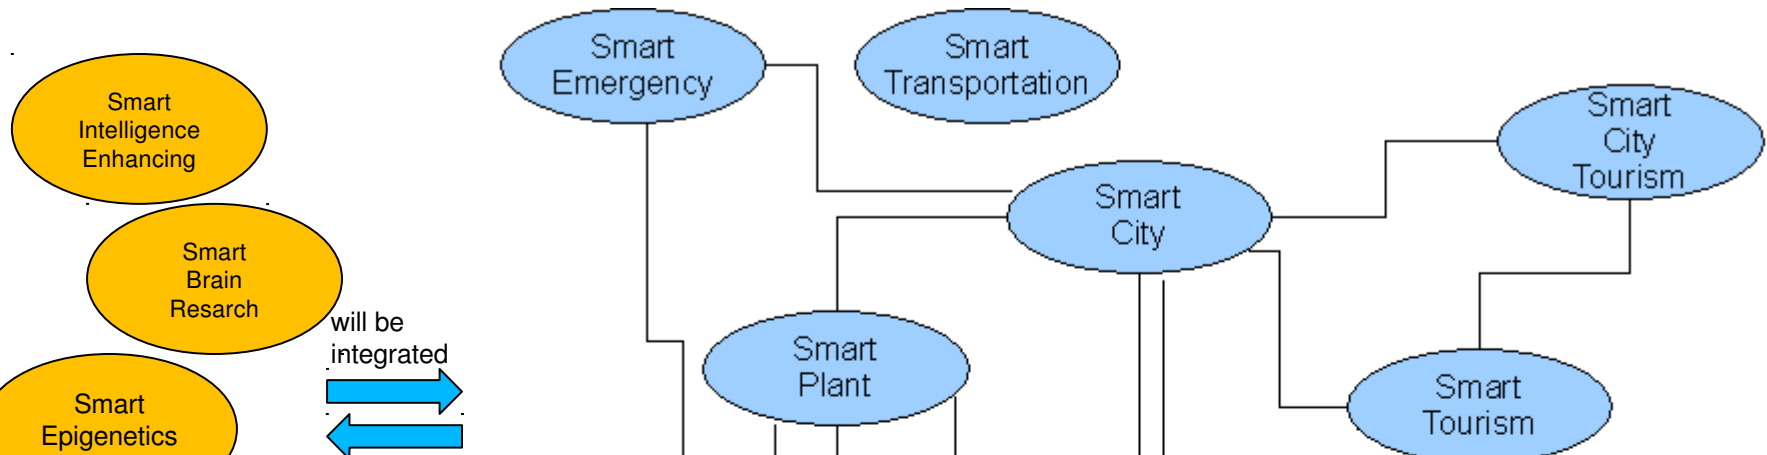 Smart
Intelligence
Enhancing
Smart
Brain
Resarch
Smart
Epigenetics
will be
integrated
Smart
Emergency
Smart
Transportation
Smart
City
Tourism
Smart
City
Smart
Plant
Smart
Tourism